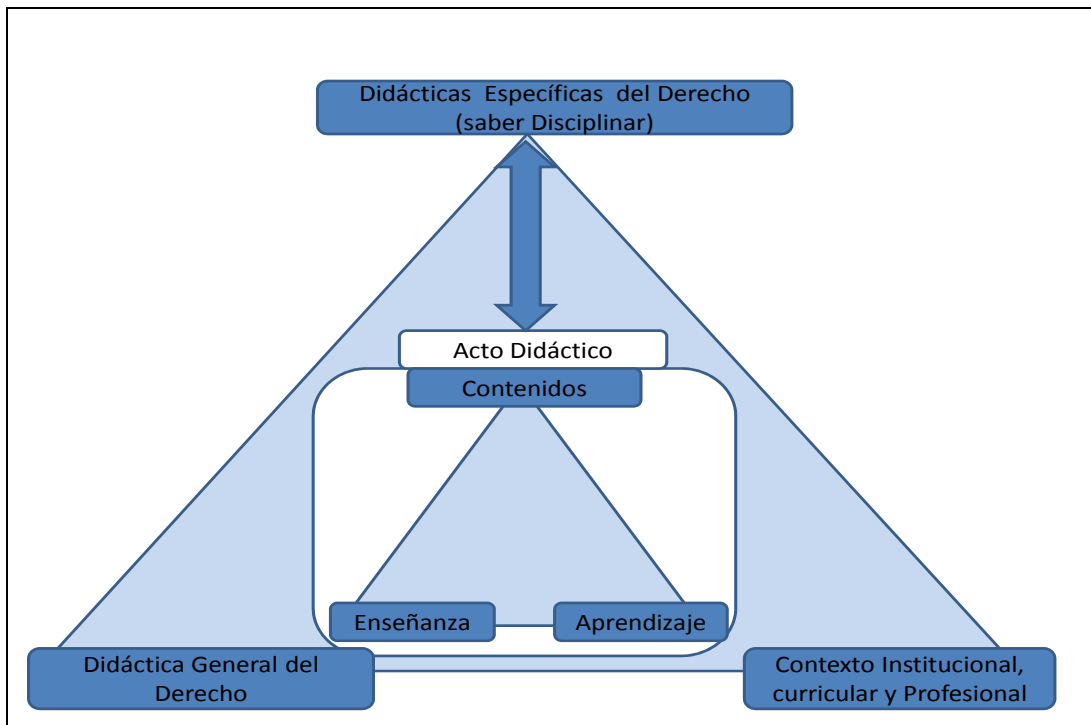 Didácticas Específicas del Derecho
(saber Disciplinar)
Acto Didáctico
Contenidos
Enseñanza
Aprendizaje
Didáctica General del
Derecho
Contexto Institucional,
curricular y Profesional